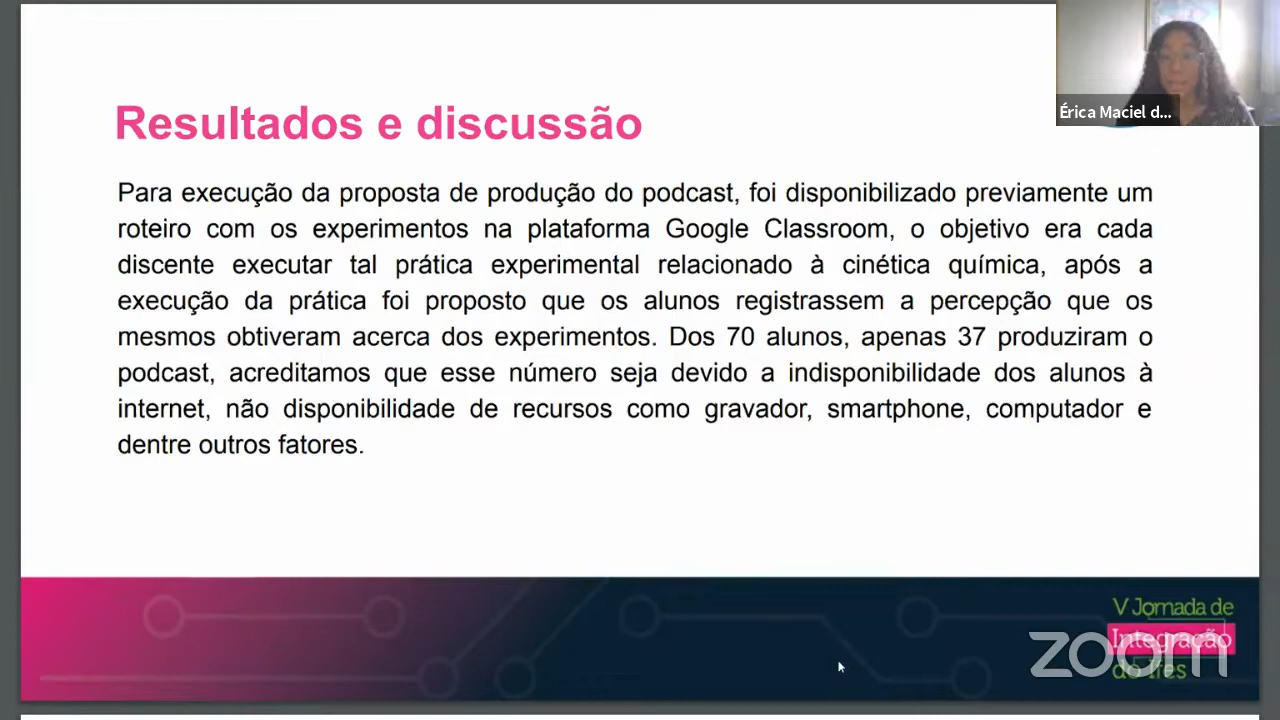 Érica Maciel d...
Resultados e discussão
Para execução da proposta de produção do podcast, foi disponibilizado previamente um
roteiro com os experimentos na plataforma Google Classroom, o objetivo era cada
discente executar tal prática experimental relacionado à cinética química, após a
execução da prática foi proposto que os alunos registrassem a percepção que os
mesmos obtiveram acerca dos experimentos. Dos 70 alunos, apenas 37 produziram o
podcast, acreditamos que esse número seja devido a indisponibilidade dos alunos à
internet, não disponibilidade de recursos como gravador, smartphone, computador e
dentre outros fatores.
V Jornada de
Integração
do Ifes
zoom